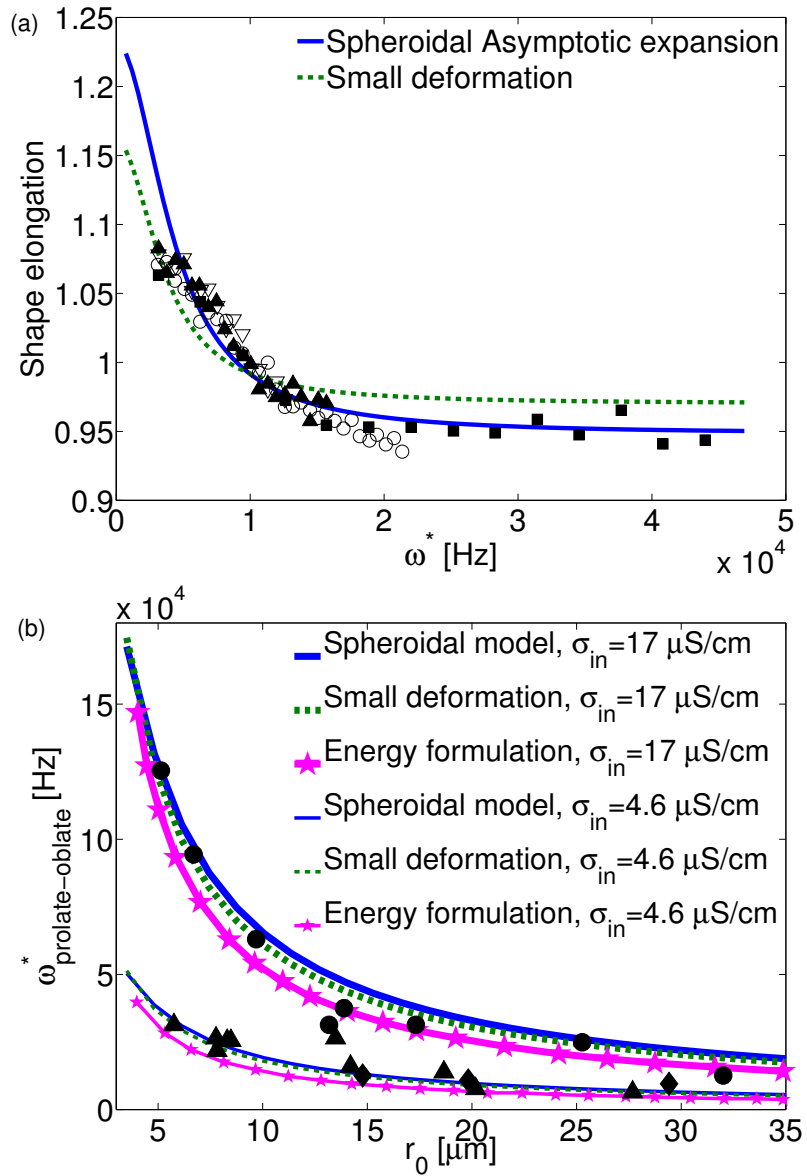 (a)
1.25
1.2
1.15
1.1
1.05
1
0.95
0.9
Shape elongation
Spheroidal Asymptotic expansion
Small deformation
0 1 2 3 4 5
ω* [Hz]
x 10⁴
(b)
x 10⁴
15
10
5
0
ω*prolate−oblate [Hz]
Spheroidal model, σin=17 μS/cm
Small deformation, σin=17 μS/cm
Energy formulation, σin=17 μS/cm
Spheroidal model, σin=4.6 μS/cm
Small deformation, σin=4.6 μS/cm
Energy formulation, σin=4.6 μS/cm
5 10 15 20 25 30 35
r0 [μm]